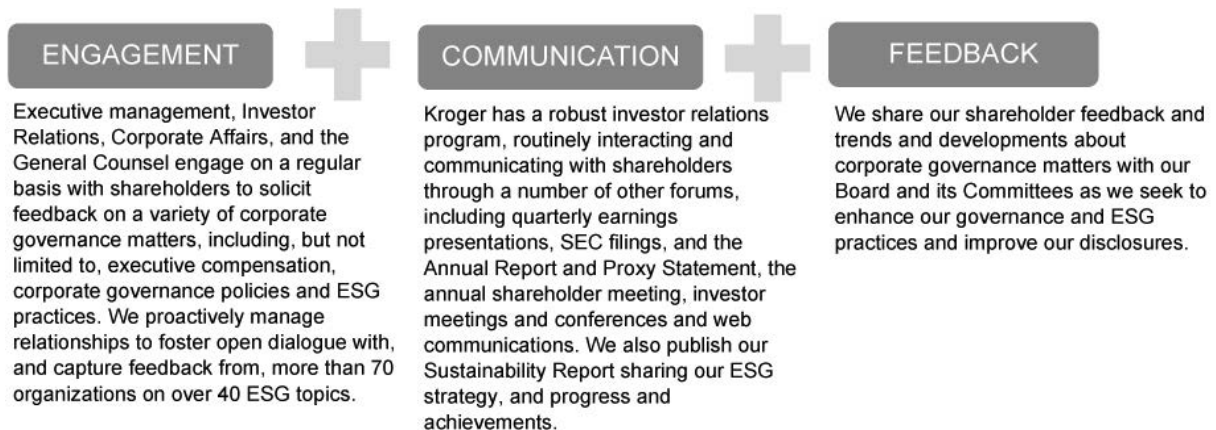 ENGAGEMENT
Executive management, Investor
Relations, Corporate Affairs, and the
General Counsel engage on a regular
basis with shareholders to solicit
feedback on a variety of corporate
governance matters, including, but not
limited to, executive compensation,
corporate governance policies and ESG
practices. We proactively manage
relationships to foster open dialogue with,
and capture feedback from, more than 70
organizations on over 40 ESG topics.
COMMUNICATION
Kroger has a robust investor relations
program, routinely interacting and
communicating with shareholders
through a number of other forums,
including quarterly earnings
presentations, SEC filings, and the
Annual Report and Proxy Statement, the
annual shareholder meeting, investor
meetings and conferences and web
communications. We also publish our
Sustainability Report sharing our ESG
strategy, and progress and
achievements.
FEEDBACK
We share our shareholder feedback and
trends and developments about
corporate governance matters with our
Board and its Committees as we seek to
enhance our governance and ESG
practices and improve our disclosures.